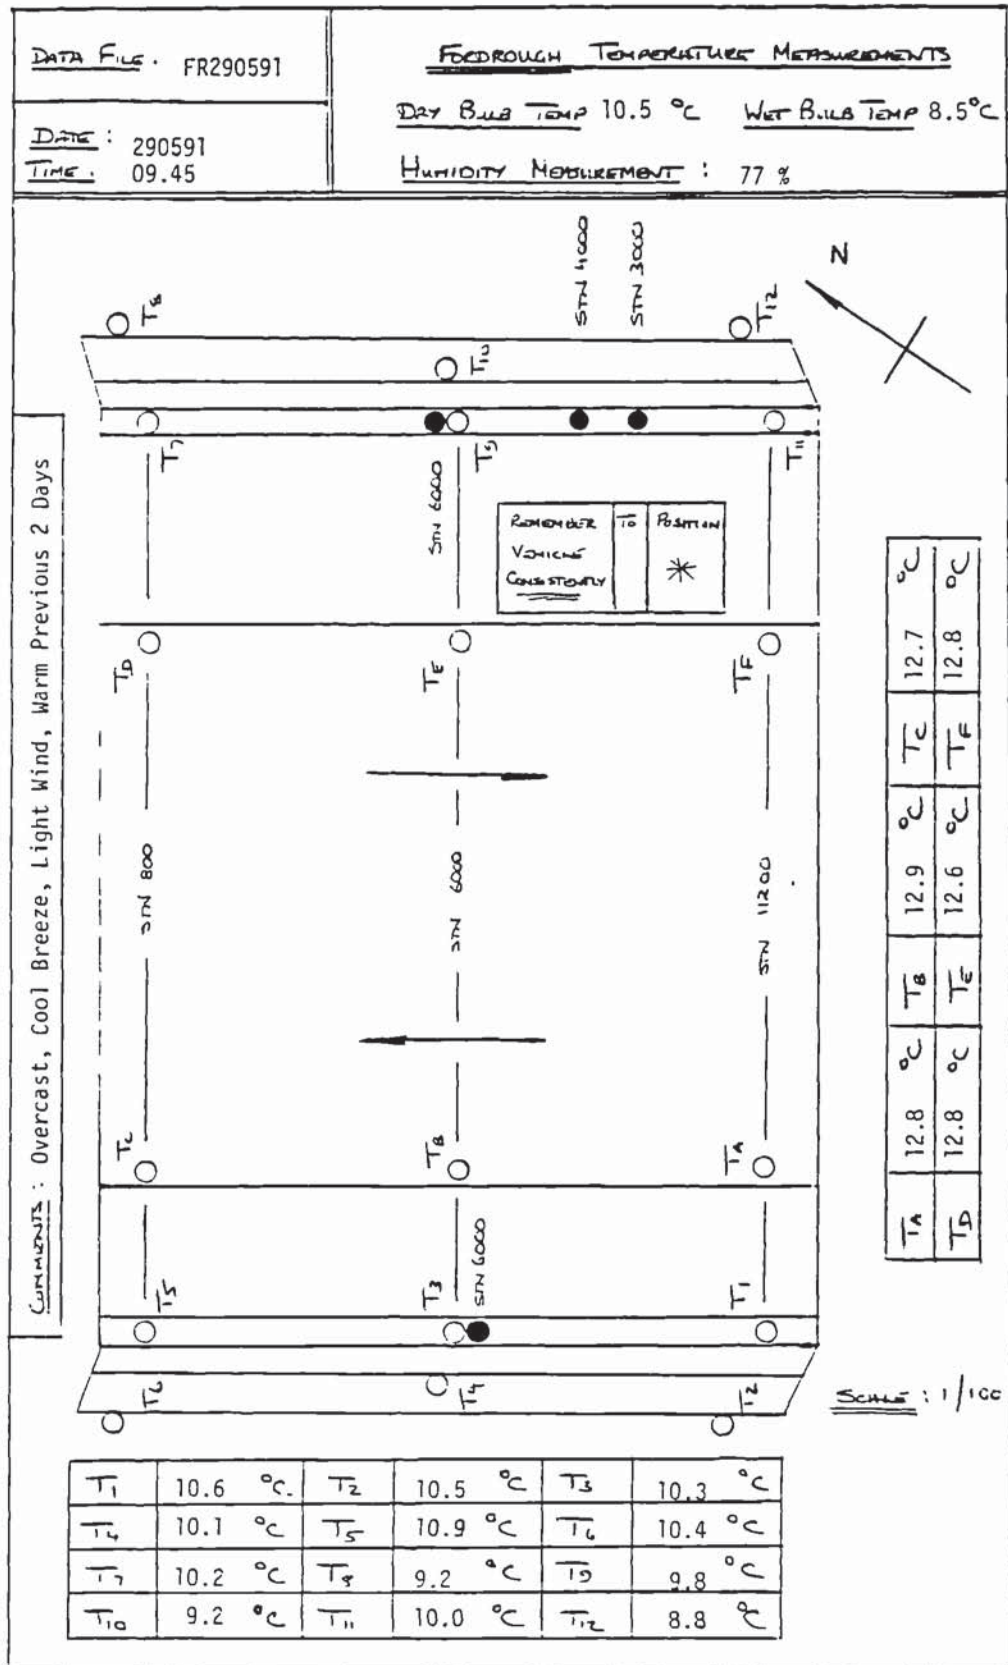 DATA FILE. FR290591
DATE: 290591
TIME. 09.45
FORDROUGH TEMPERATURE MEASUREMENTS
DRY BULB TEMP 10.5 °C WET BULB TEMP 8.5°C
HUMIDITY MEASUREMENT : 77 %
STN 4000
STN 3000
N
T8
T10
T12
T7
T9
T11
STN 6000
REMEMBER TO POSITION
VEHICLE
CONSISTENTLY
*
TD
TE
TF
STN 800
STN 6000
STN 11200
TC
TB
TA
T5
T3
STN 6000
T1
T6
T4
T2
SCALE : 1/100
COMMENTS : Overcast, Cool Breeze, Light Wind, Warm Previous 2 Days
TA 12.8 °C TB 12.9 °C TC 12.7 °C
TD 12.8 °C TE 12.6 °C TF 12.8 °C
T1 10.6 °C. T2 10.5 °C T3 10.3 °C
T4 10.1 °C T5 10.9 °C T6 10.4 °C
T7 10.2 °C T8 9.2 °C T9 9.8 °C
T10 9.2 °C T11 10.0 °C T12 8.8 °C